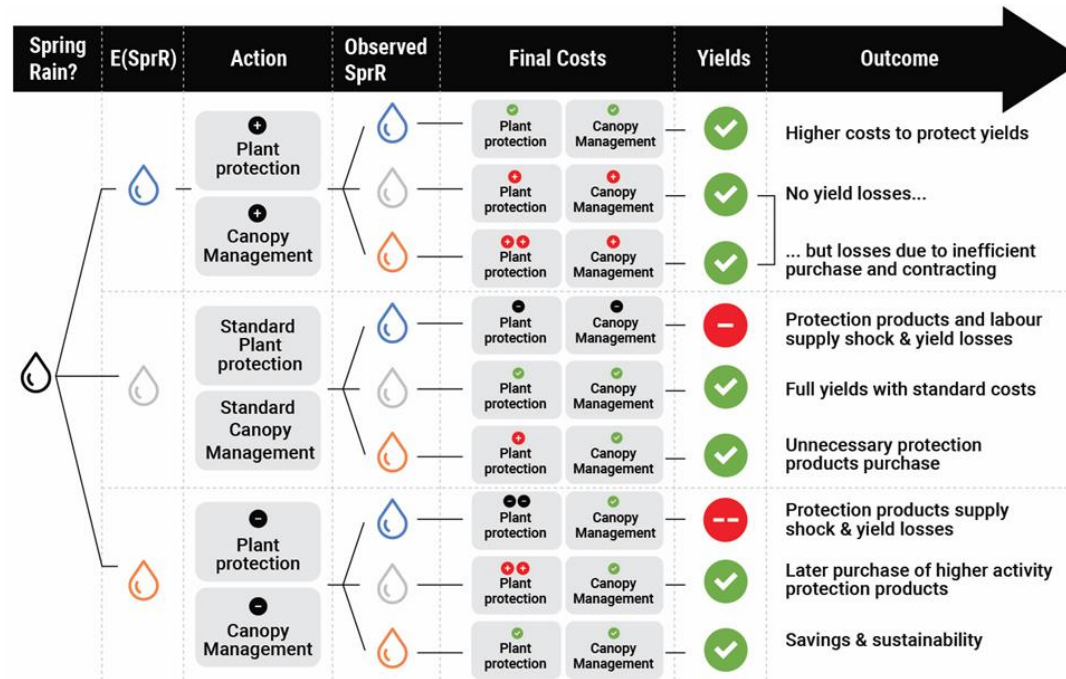 Spring
Rain?
E(SprR)
Action
Observed
SprR
Final Costs
Yields
Outcome
Plant
protection
Canopy
Management
Plant
protection
Canopy
Management
Higher costs to protect yields
Plant
protection
Canopy
Management
No yield losses...
Plant
protection
Canopy
Management
... but losses due to inefficient
purchase and contracting
Standard
Plant
protection
Standard
Canopy
Management
Plant
protection
Canopy
Management
Protection products and labour
supply shock & yield losses
Plant
protection
Canopy
Management
Full yields with standard costs
Plant
protection
Canopy
Management
Unnecessary protection
products purchase
Plant
protection
Canopy
Management
Plant
protection
Canopy
Management
Protection products supply
shock & yield losses
Plant
protection
Canopy
Management
Later purchase of higher activity
protection products
Plant
protection
Canopy
Management
Savings & sustainability